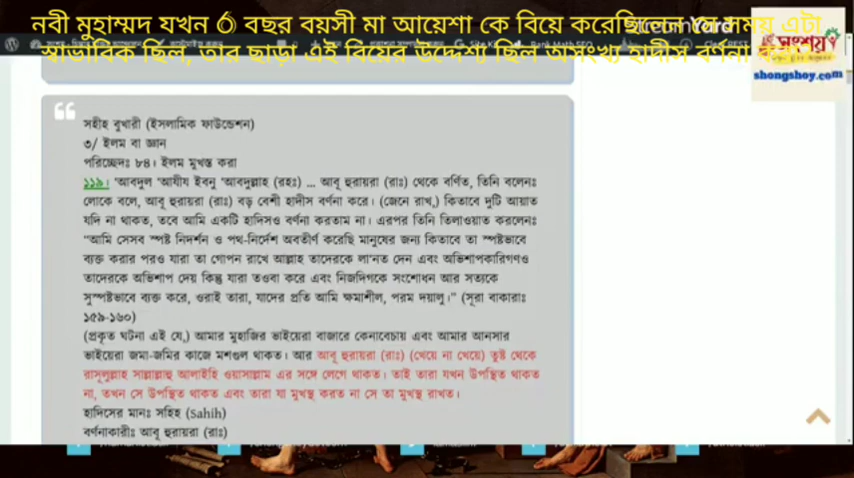 নবী মুহাম্মদ যখন 6 বছর বয়সী মা আয়েশা কে বিয়ে করেছিলেন সে সময় এটা
স্বাভাবিক ছিল, তার ছাড়া এই বিয়ের উদ্দেশ্য ছিল অসংখ্য হাদীস বর্ণনা
সংশয়
shongshoy.com
সহীহ বুখারী (ইসলামিক ফাউন্ডেশন)
৩/ ইলম বা জ্ঞান
পরিচ্ছেদঃ ৮৪। ইলম মুখস্ত করা
১১৯। 'আবদুল 'আযীয ইবনু 'আবদুল্লাহ (রহঃ) ... আবূ হুরায়রা (রাঃ) থেকে বর্ণিত, তিনি বলেনঃ
লোকে বলে, আবূ হুরায়রা (রাঃ) বড় বেশী হাদীস বর্ণনা করে। (জেনে রাখ,) কিতাবে দুটি আয়াত
যদি না থাকত, তবে আমি একটি হাদিসও বর্ণনা করতাম না। এরপর তিনি তিলাওয়াত করলেনঃ
“আমি সেসব স্পষ্ট নিদর্শন ও পথ-নির্দেশ অবতীর্ণ করেছি মানুষের জন্য কিতাবে তা স্পষ্টভাবে
ব্যক্ত করার পরও যারা তা গোপন রাখে আল্লাহ তাদেরকে লা'নত দেন এবং অভিশাপকারিগণও
তাদেরকে অভিশাপ দেয় কিন্তু যারা তওবা করে এবং নিজদিগকে সংশোধন আর সত্যকে
সুস্পষ্টভাবে ব্যক্ত করে, ওরাই তারা, যাদের প্রতি আমি ক্ষমাশীল, পরম দয়ালু।” (সূরা বাকারাঃ
১৫৯-১৬০)
(প্রকৃত ঘটনা এই যে,) আমার মুহাজির ভাইয়েরা বাজারে কেনাবেচায় এবং আমার আনসার
ভাইয়েরা জমা-জমির কাজে মশগুল থাকত। আর আবূ হুরায়রা (রাঃ) (খেয়ে না খেয়ে) তুষ্ট থেকে
রাসূলুল্লাহ সাল্লাল্লাহু আলাইহি ওয়াসাল্লাম এর সঙ্গে লেগে থাকত। তাই তারা যখন উপস্থিত থাকত
না, তখন সে উপস্থিত থাকত এবং তারা যা মুখস্থ করত না সে তা মুখস্থ রাখত।
হাদিসের মানঃ সহিহ (Sahih)
বর্ণনাকারীঃ আবূ হুরায়রা (রাঃ)